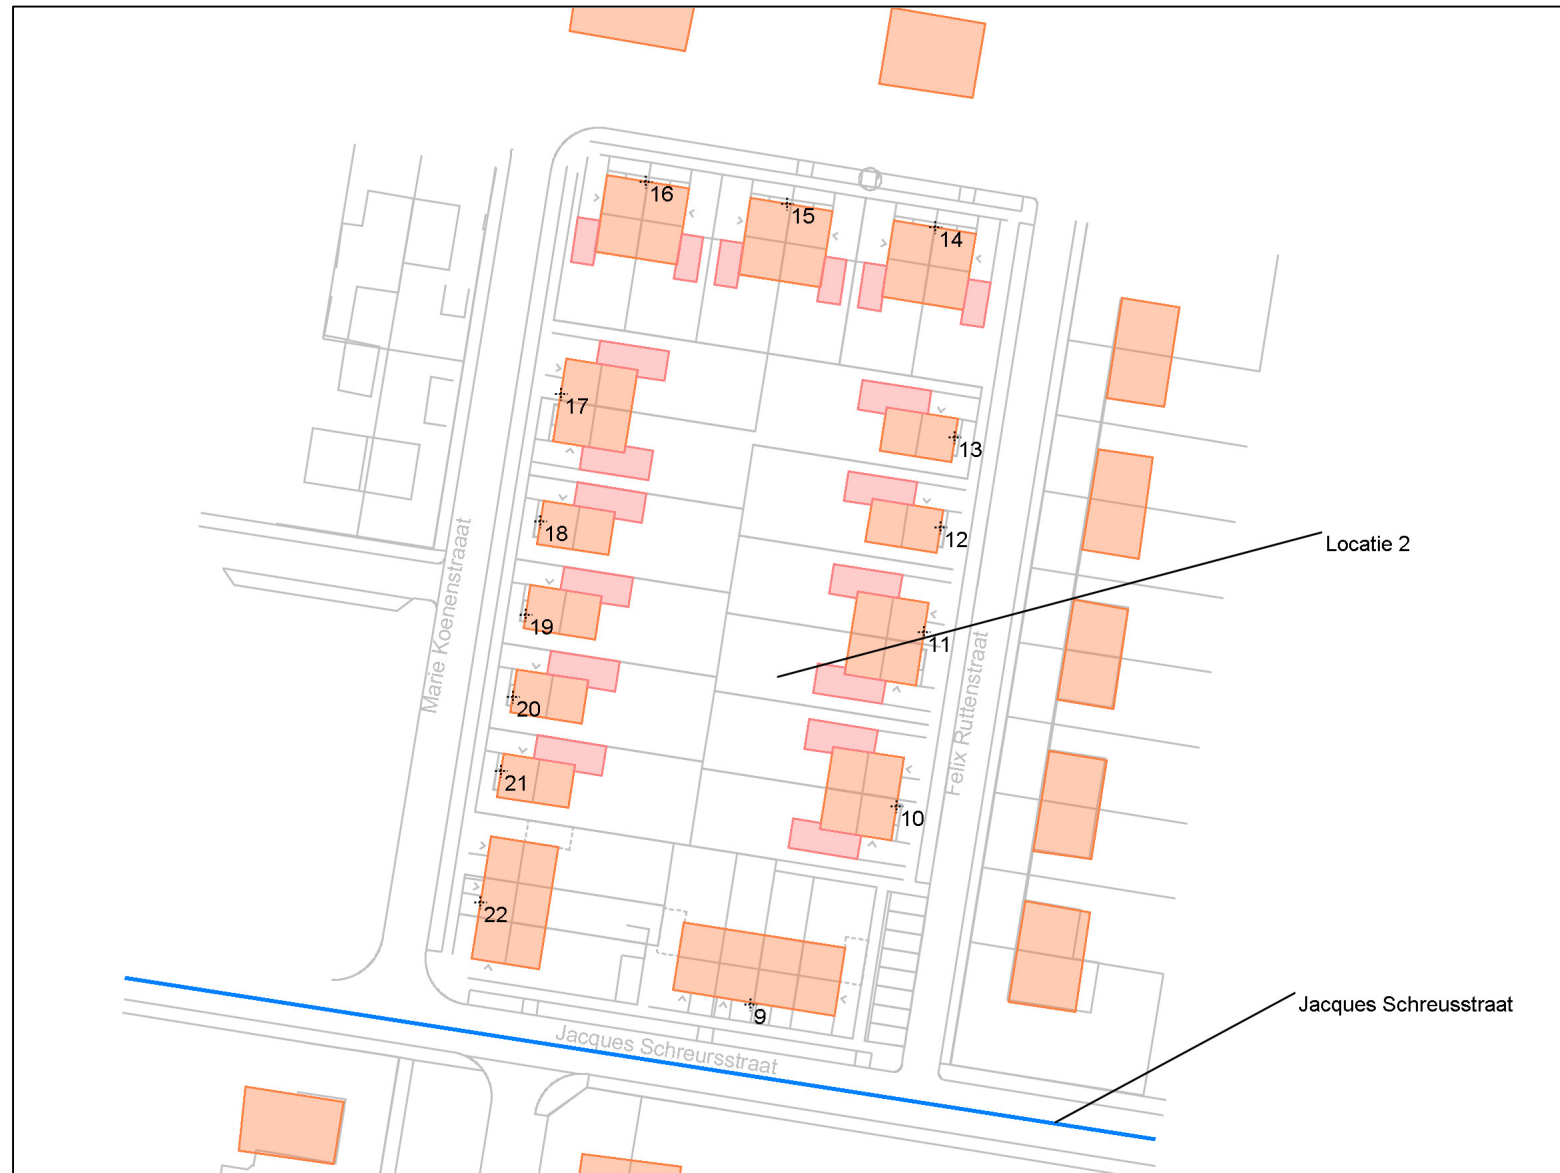 16
15
14
17
13
18
12
Locatie 2
19
11
Marie Koenenstraaat
Felix Ruttenstraat
20
21
10
22
9
Jacques Schreusstraat
Jacques Schreursstraat